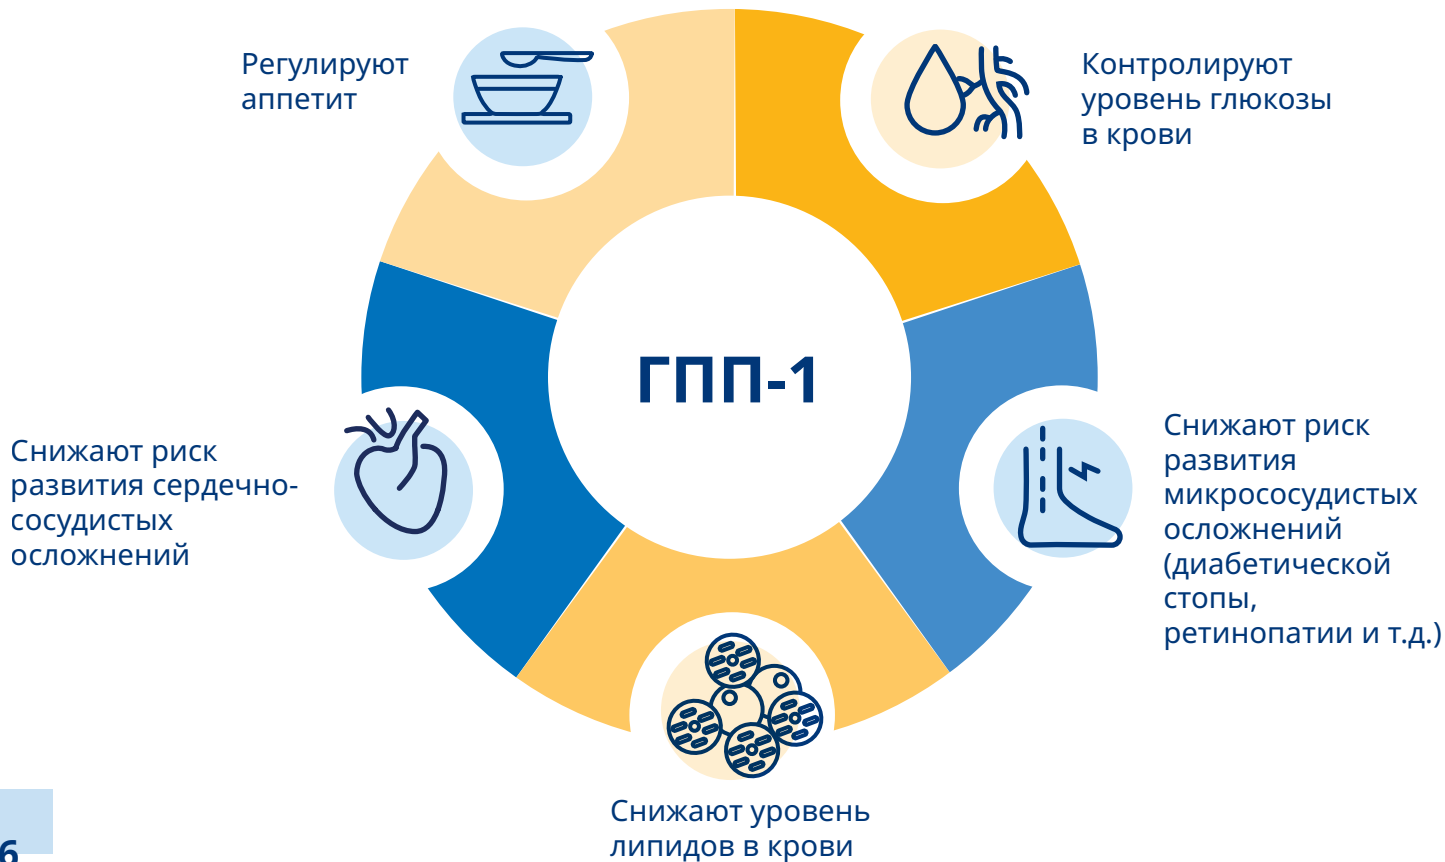 Регулируют
аппетит
Контролируют
уровень глюкозы
в крови
ГПП-1
Снижают риск
развития сердечно-
сосудистых
осложнений
Снижают риск
развития
микрососудистых
осложнений
(диабетической
стопы,
ретинопатии и т.д.)
Снижают уровень
липидов в крови
6